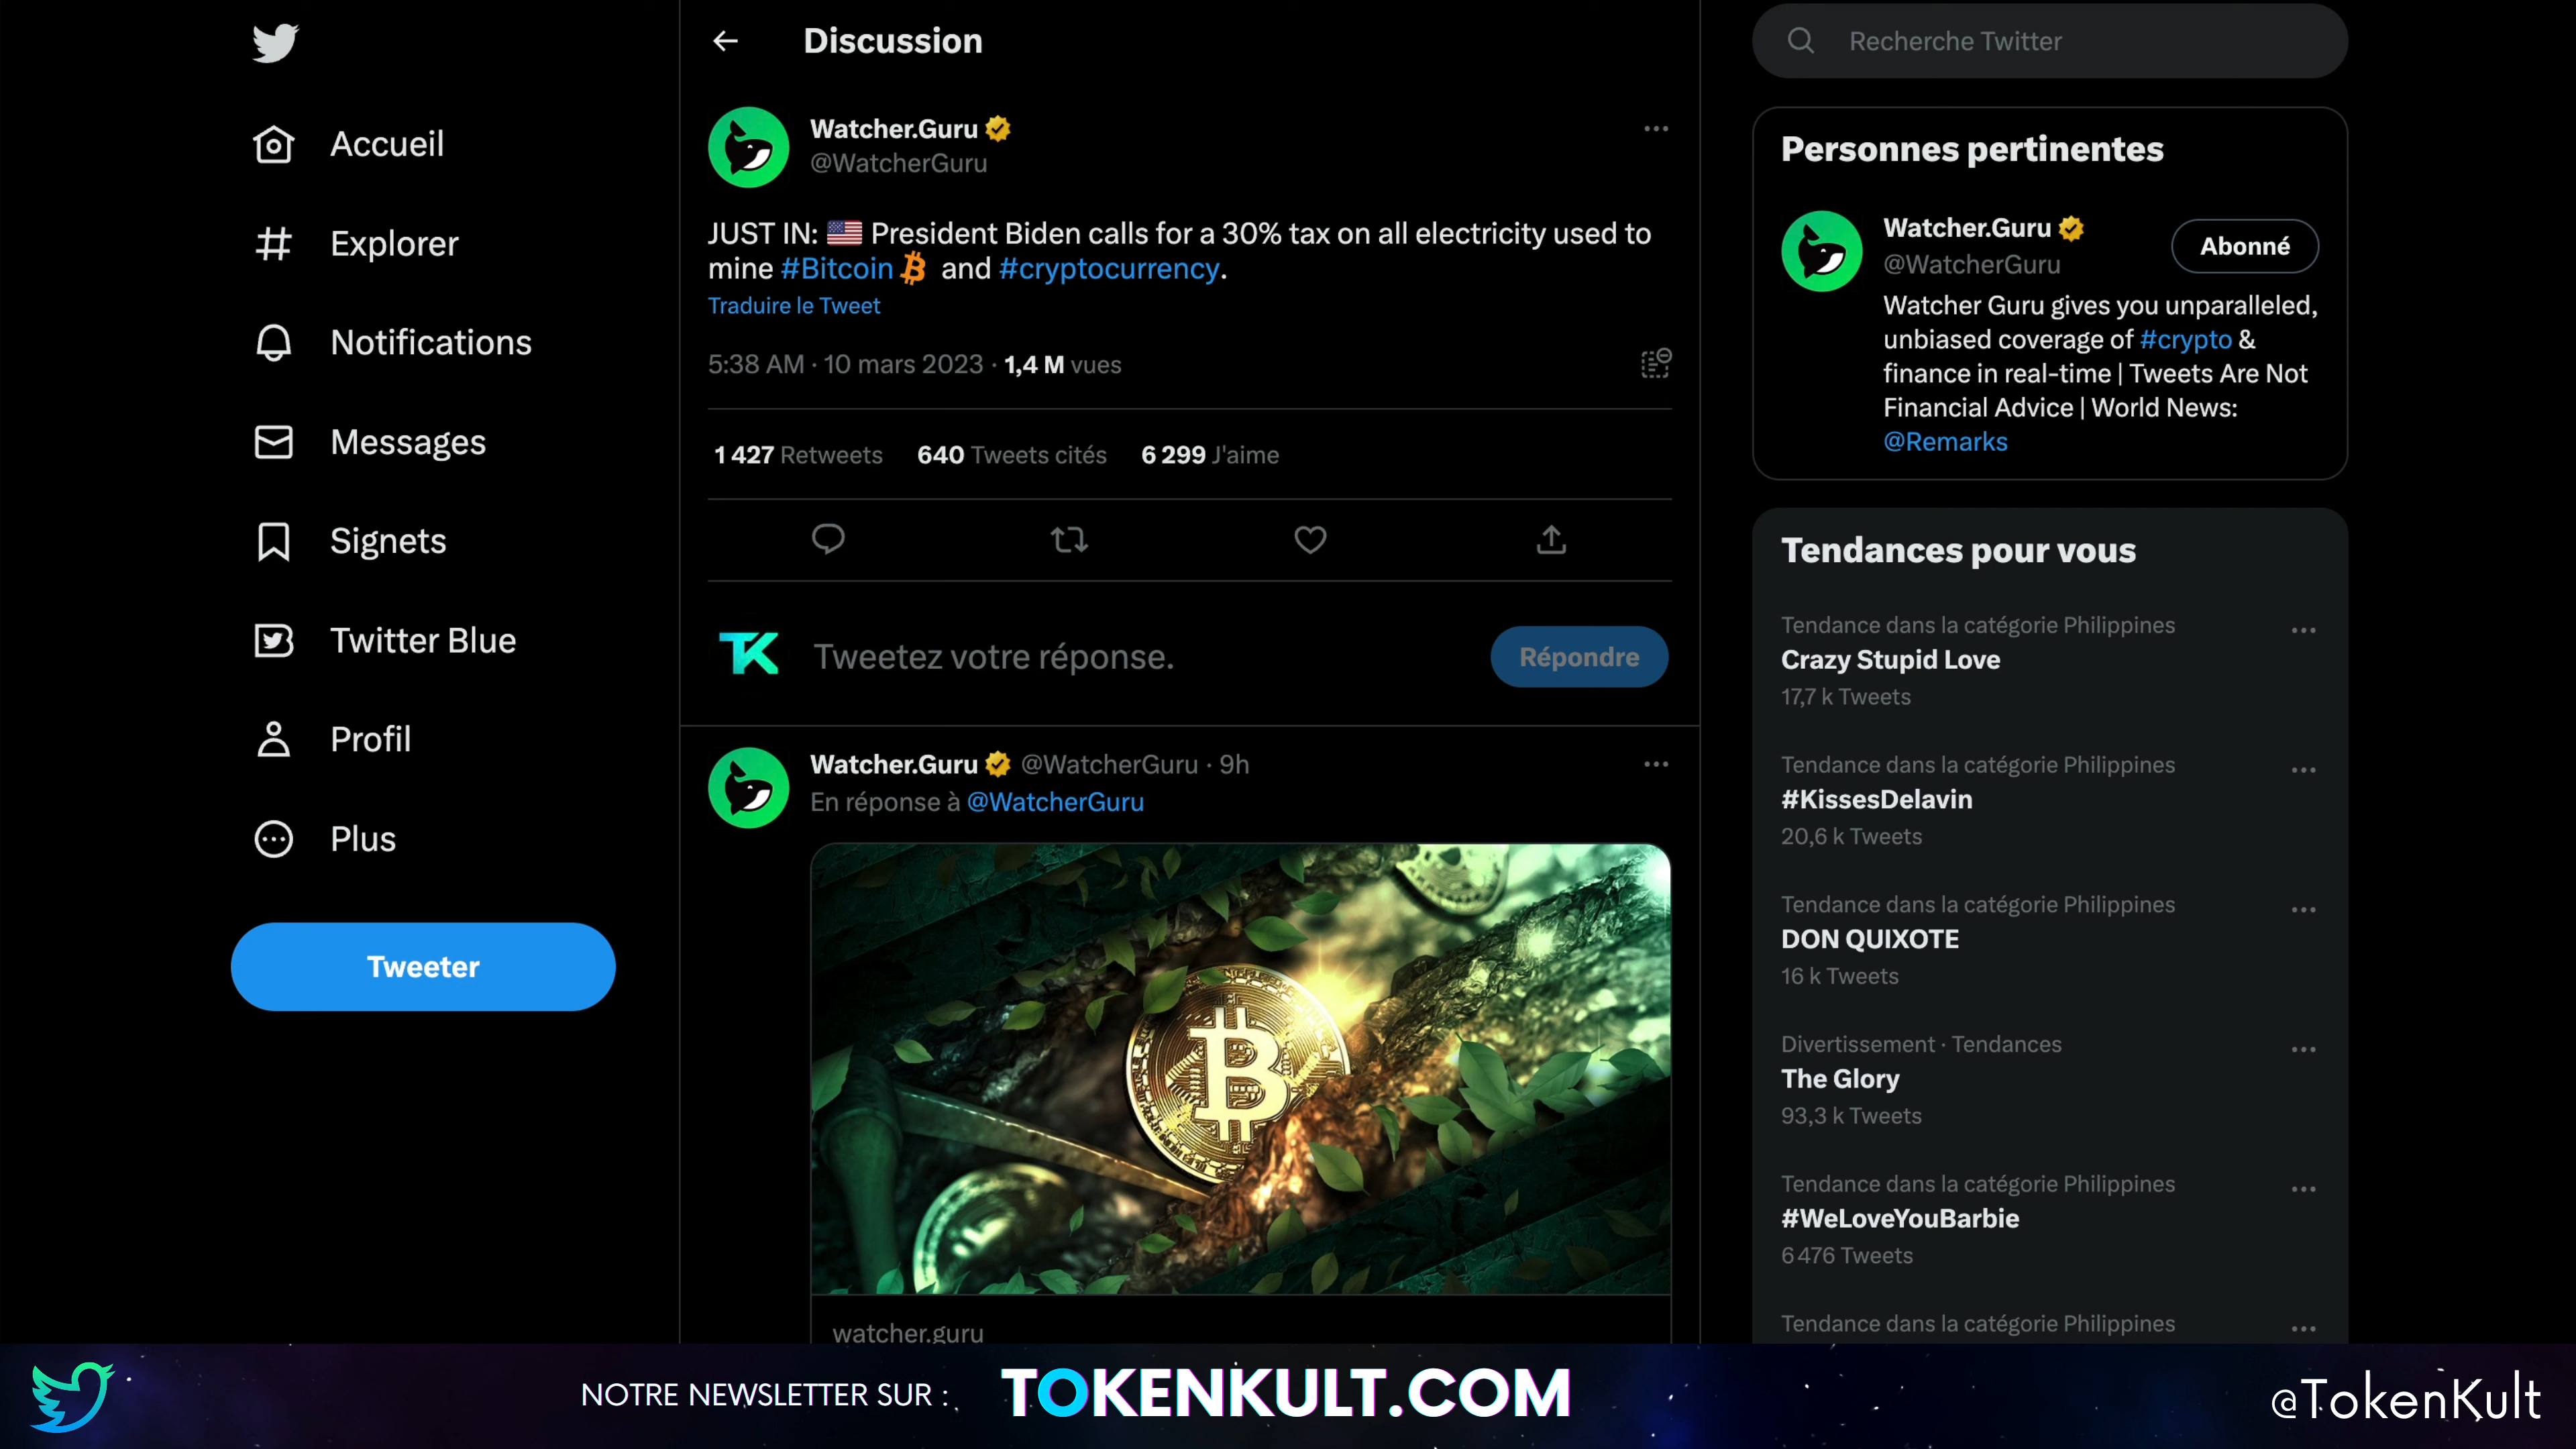 Accueil
Explorer
Notifications
Messages
Signets
Twitter Blue
Profil
Plus
Tweeter
Discussion
Watcher.Guru
@WatcherGuru
JUST IN: 🇺🇸 President Biden calls for a 30% tax on all electricity used to
mine #Bitcoin and #cryptocurrency.
Traduire le Tweet
5:38 AM · 10 mars 2023 · 1,4 M vues
1 427 Retweets 640 Tweets cités 6 299 J'aime
TK
Tweetez votre réponse.
Répondre
Watcher.Guru @WatcherGuru · 9h
En réponse à @WatcherGuru
watcher.guru
Recherche Twitter
Personnes pertinentes
Watcher.Guru
@WatcherGuru
Abonné
Watcher Guru gives you unparalleled,
unbiased coverage of #crypto &
finance in real-time | Tweets Are Not
Financial Advice | World News:
@Remarks
Tendances pour vous
Tendance dans la catégorie Philippines
Crazy Stupid Love
17,7 k Tweets
Tendance dans la catégorie Philippines
#KissesDelavin
20,6 k Tweets
Tendance dans la catégorie Philippines
DON QUIXOTE
16 k Tweets
Divertissement · Tendances
The Glory
93,3 k Tweets
Tendance dans la catégorie Philippines
#WeLoveYouBarbie
6 476 Tweets
Tendance dans la catégorie Philippines
NOTRE NEWSLETTER SUR : TOKENKULT.COM
@TokenKult